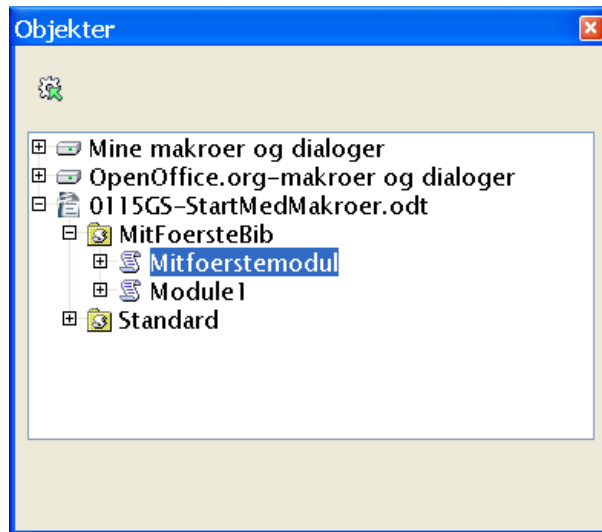 Objekter
Mine makroer og dialoger
OpenOffice.org-makroer og dialoger
0115GS-StartMedMakroer.odt
MitFoersteBib
Mitfoerstemodul
Module1
Standard